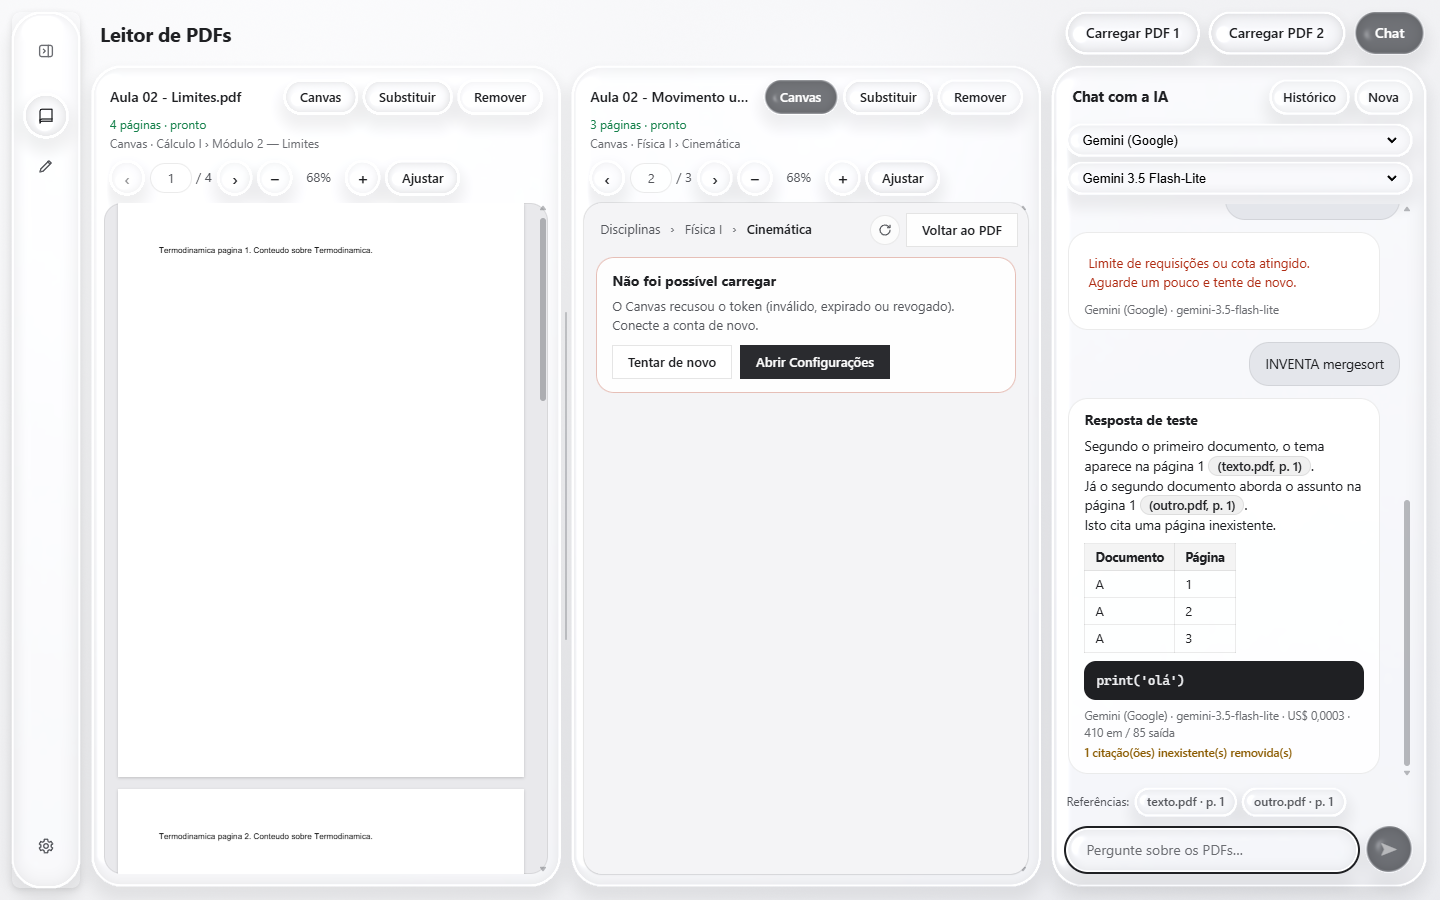 Leitor de PDFs
Carregar PDF 1
Carregar PDF 2
Chat
Aula 02 - Limites.pdf
Canvas
Substituir
Remover
4 páginas · pronto
Canvas · Cálculo I › Módulo 2 — Limites
‹
1
/ 4
›
−
68%
+
Ajustar
Termodinamica pagina 1. Conteudo sobre Termodinamica.
Termodinamica pagina 2. Conteudo sobre Termodinamica.
Aula 02 - Movimento u...
Canvas
Substituir
Remover
3 páginas · pronto
Canvas · Física I › Cinemática
‹
2
/ 3
›
−
68%
+
Ajustar
Disciplinas › Física I › Cinemática
Voltar ao PDF
Não foi possível carregar
O Canvas recusou o token (inválido, expirado ou revogado).
Conecte a conta de novo.
Tentar de novo
Abrir Configurações
Chat com a IA
Histórico
Nova
Gemini (Google)
Gemini 3.5 Flash-Lite
Limite de requisições ou cota atingido.
Aguarde um pouco e tente de novo.
Gemini (Google) · gemini-3.5-flash-lite
INVENTA mergesort
Resposta de teste
Segundo o primeiro documento, o tema
aparece na página 1 (texto.pdf, p. 1).
Já o segundo documento aborda o assunto na
página 1 (outro.pdf, p. 1).
Isto cita uma página inexistente.
Documento Página
A 1
A 2
A 3
print('olá')
Gemini (Google) · gemini-3.5-flash-lite · US$ 0,0003 ·
410 em / 85 saída
1 citação(ões) inexistente(s) removida(s)
Referências:
texto.pdf · p. 1
outro.pdf · p. 1
Pergunte sobre os PDFs...